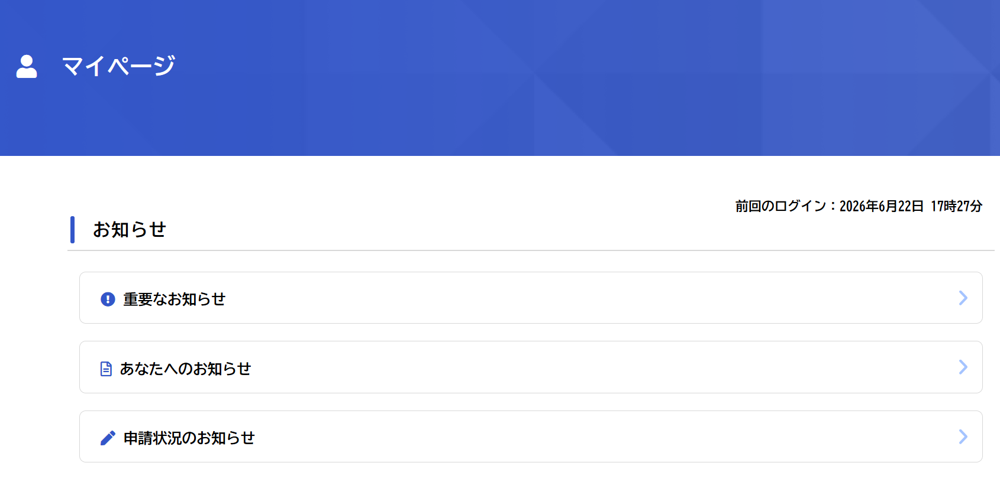 マイページ
前回のログイン：2026年6月22日 17時27分
お知らせ
重要なお知らせ
あなたへのお知らせ
申請状況のお知らせ